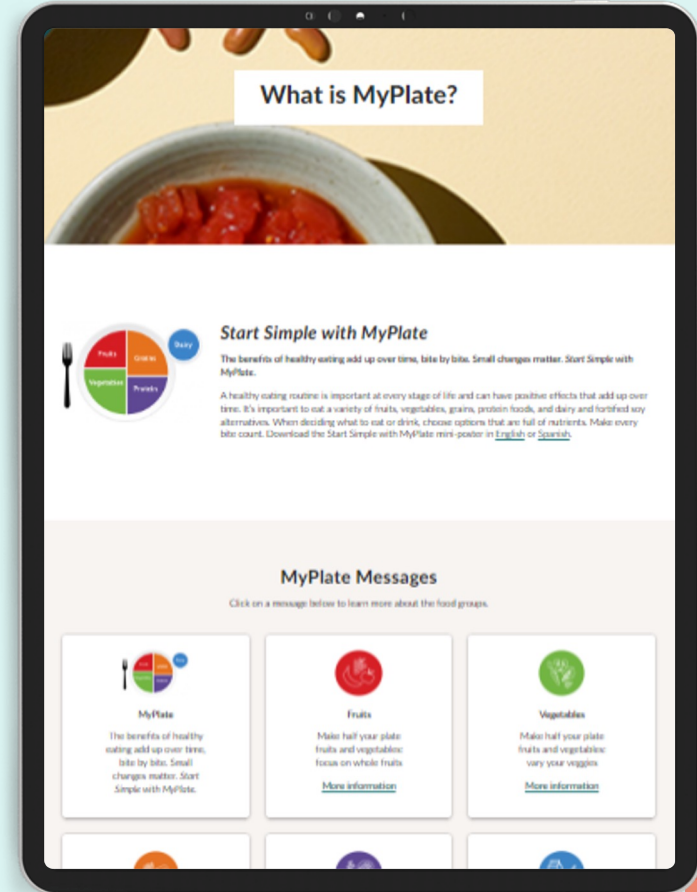 What is MyPlate?
Fruits
Grains
Dairy
Vegetables
Proteins
Start Simple with MyPlate
The benefits of healthy eating add up over time, bite by bite. Small changes matter. Start Simple with
MyPlate.
A healthy eating routine is important at every stage of life and can have positive effects that add up over
time. It's important to eat a variety of fruits, vegetables, grains, protein foods, and dairy and fortified soy
alternatives. When deciding what to eat or drink, choose options that are full of nutrients. Make every
bite count. Download the Start Simple with MyPlate mini-poster in English or Spanish.
MyPlate Messages
Click on a message below to learn more about the food groups.
MyPlate
The benefits of healthy
eating add up over time,
bite by bite. Small
changes matter. Start
Simple with MyPlate.
Fruits
Make half your plate
fruits and vegetables:
focus on whole fruits
More information
Vegetables
Make half your plate
fruits and vegetables:
vary your veggies
More information